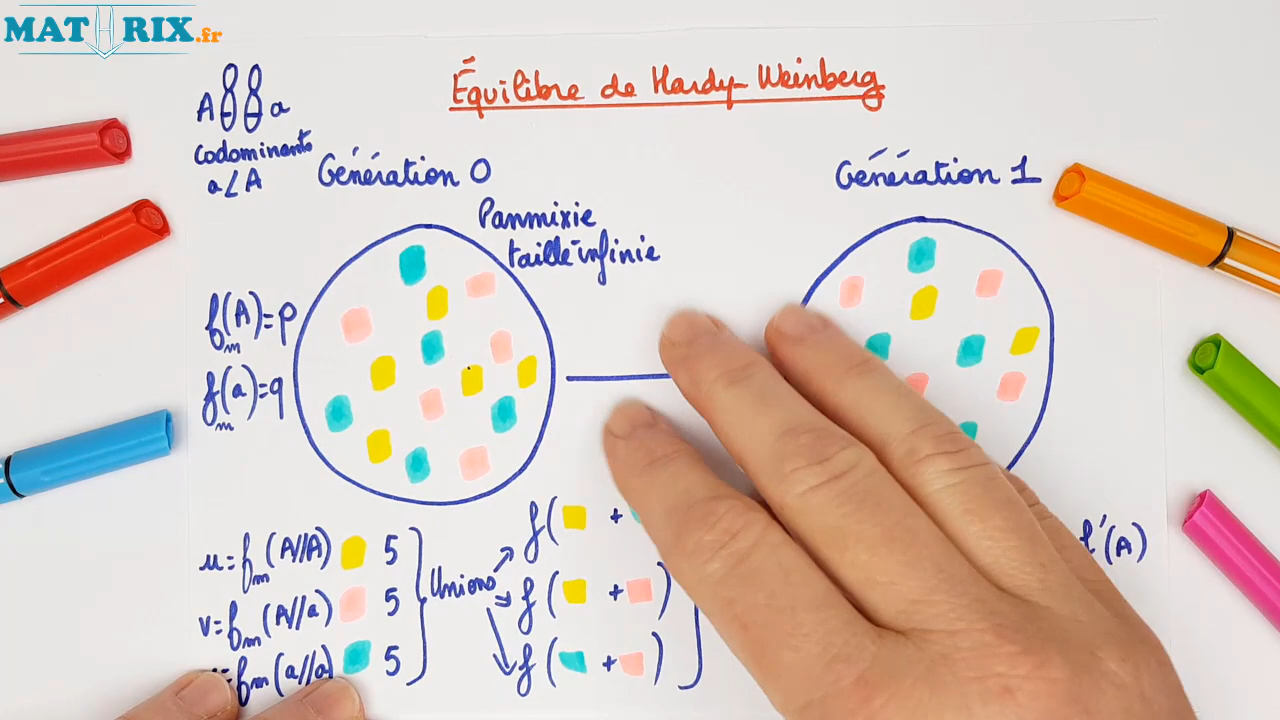 MATHRIX.fr
Équilibre de Hardy-Weinberg
A a
Codominants
a<A
Génération 0
Génération 1
Panmixie
taille infinie
fm(A)=p
fm(a)=q
u=fm(A//A) 5
v=fm(A//a) 5
fm(a//a) 5
Unions
f( +
f( + )
f( + )
f'(A)